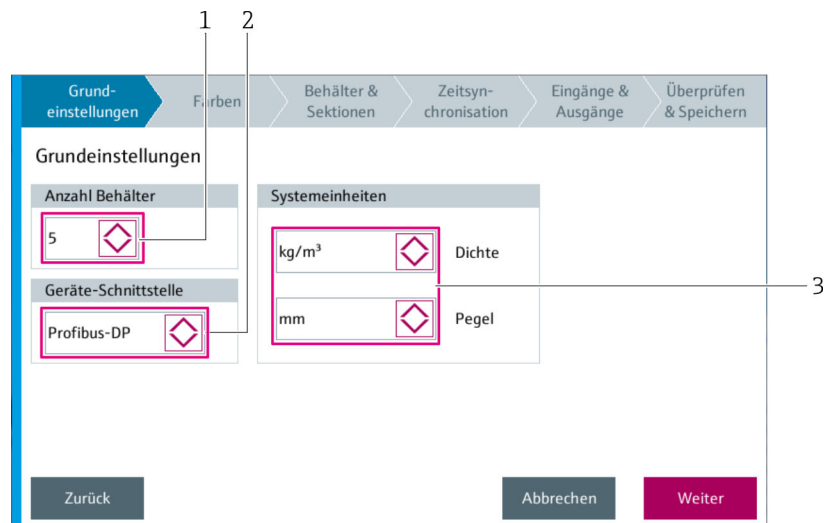 1 2
Grund-
einstellungen
Farben
Behälter &
Sektionen
Zeitsyn-
chronisation
Eingänge &
Ausgänge
Überprüfen
& Speichern
Grundeinstellungen
Anzahl Behälter
5
Geräte-Schnittstelle
Profibus-DP
Systemeinheiten
kg/m³ Dichte
mm Pegel
3
Zurück Abbrechen Weiter